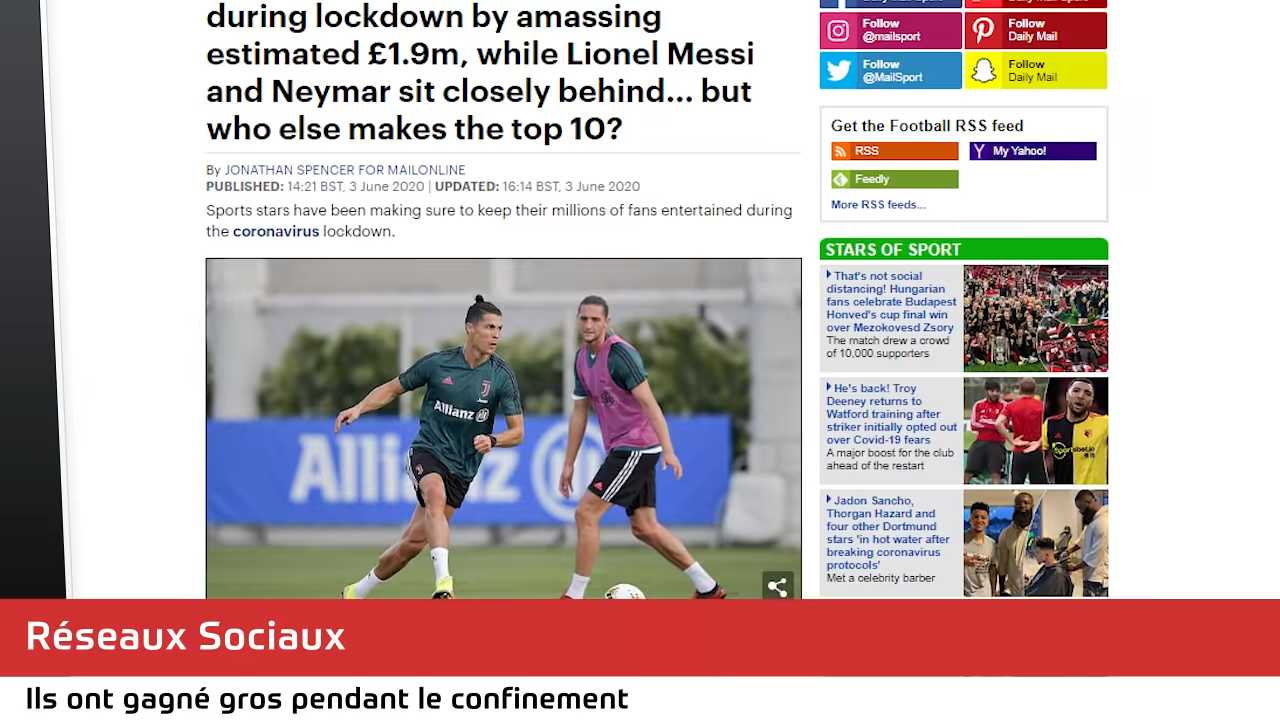 during lockdown by amassing
estimated £1.9m, while Lionel Messi
and Neymar sit closely behind... but
who else makes the top 10?
By JONATHAN SPENCER FOR MAILONLINE
PUBLISHED: 14:21 BST, 3 June 2020 | UPDATED: 16:14 BST, 3 June 2020
Sports stars have been making sure to keep their millions of fans entertained during
the coronavirus lockdown.
Allianz
Allianz
Follow
@mailsport
Follow
Daily Mail
Follow
@MailSport
Follow
Daily Mail
Get the Football RSS feed
RSS
My Yahoo!
Feedly
More RSS feeds...
STARS OF SPORT
That's not social
distancing! Hungarian
fans celebrate Budapest
Honved's cup final win
over Mezokovesd Zsory
The match drew a crowd
of 10,000 supporters
He's back! Troy
Deeney returns to
Watford training after
striker initially opted out
over Covid-19 fears
A major boost for the club
ahead of the restart
Jadon Sancho,
Thorgan Hazard and
four other Dortmund
stars 'in hot water after
breaking coronavirus
protocols'
Met a celebrity barber
Réseaux Sociaux
Ils ont gagné gros pendant le confinement